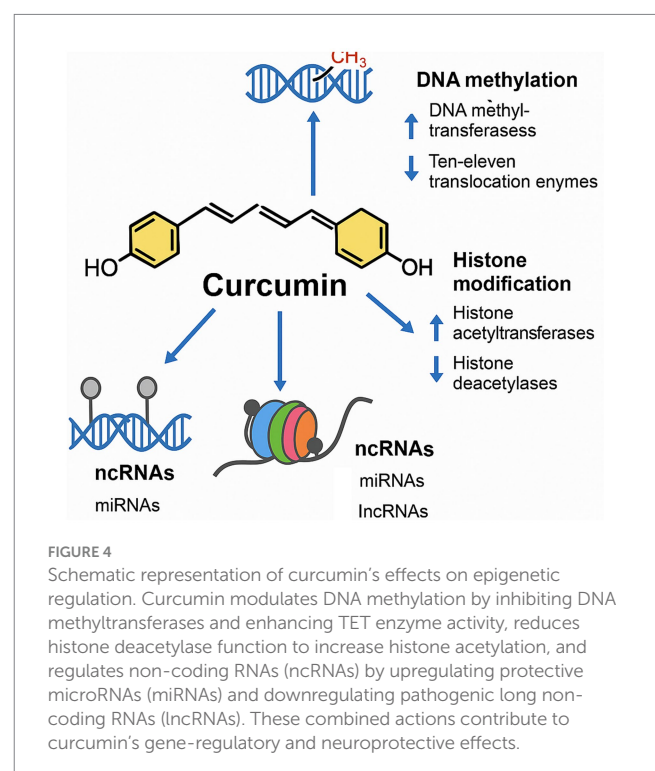 CH₃
DNA methylation
DNA methyl-
transferasess
Ten-eleven
translocation enymes
HO
OH
Curcumin
Histone
modification
Histone
acetyltransferases
Histone
deacetylases
ncRNAs
miRNAs
ncRNAs
miRNAs
lncRNAs
FIGURE 4
Schematic representation of curcumin’s effects on epigenetic
regulation. Curcumin modulates DNA methylation by inhibiting DNA
methyltransferases and enhancing TET enzyme activity, reduces
histone deacetylase function to increase histone acetylation, and
regulates non-coding RNAs (ncRNAs) by upregulating protective
microRNAs (miRNAs) and downregulating pathogenic long non-
coding RNAs (lncRNAs). These combined actions contribute to
curcumin’s gene-regulatory and neuroprotective effects.